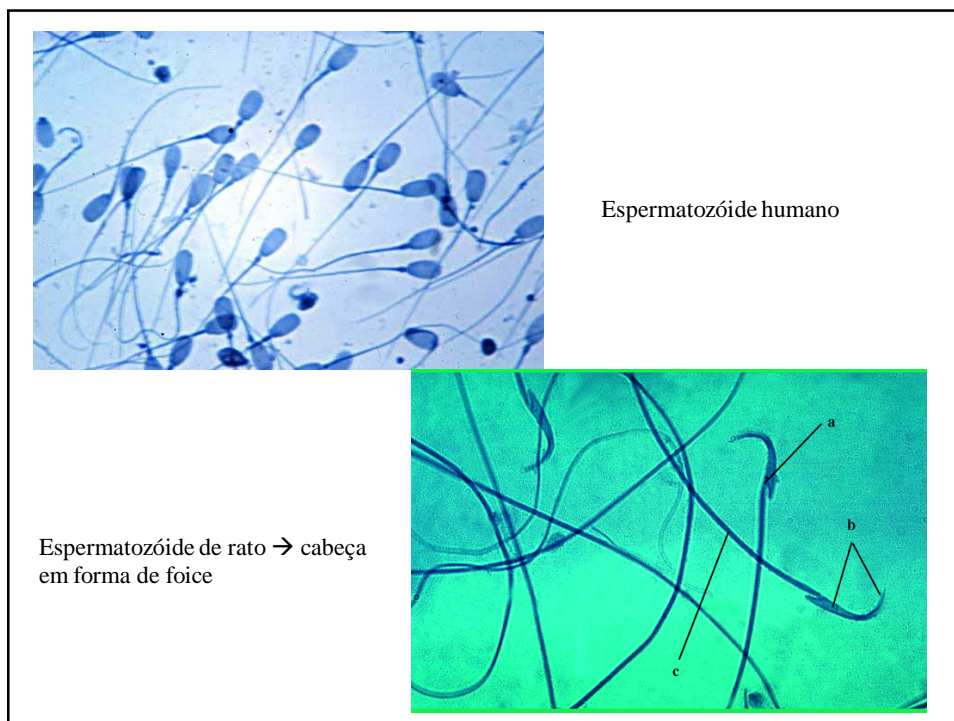 Espermatozóide humano
a
b
c
Espermatozóide de rato → cabeça
em forma de foice